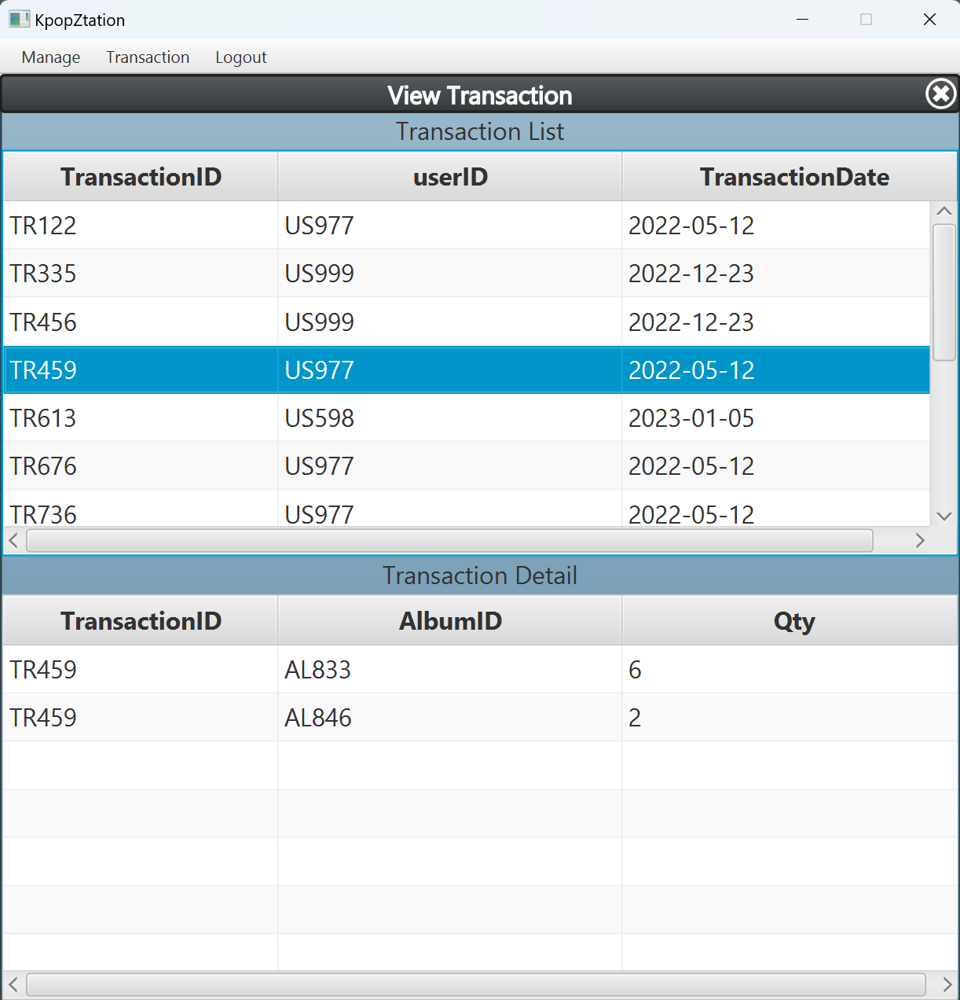 KpopZtation
Manage Transaction Logout
View Transaction
Transaction List
TransactionID userID TransactionDate
TR122 US977 2022-05-12
TR335 US999 2022-12-23
TR456 US999 2022-12-23
TR459 US977 2022-05-12
TR613 US598 2023-01-05
TR676 US977 2022-05-12
TR736 US977 2022-05-12
Transaction Detail
TransactionID AlbumID Qty
TR459 AL833 6
TR459 AL846 2